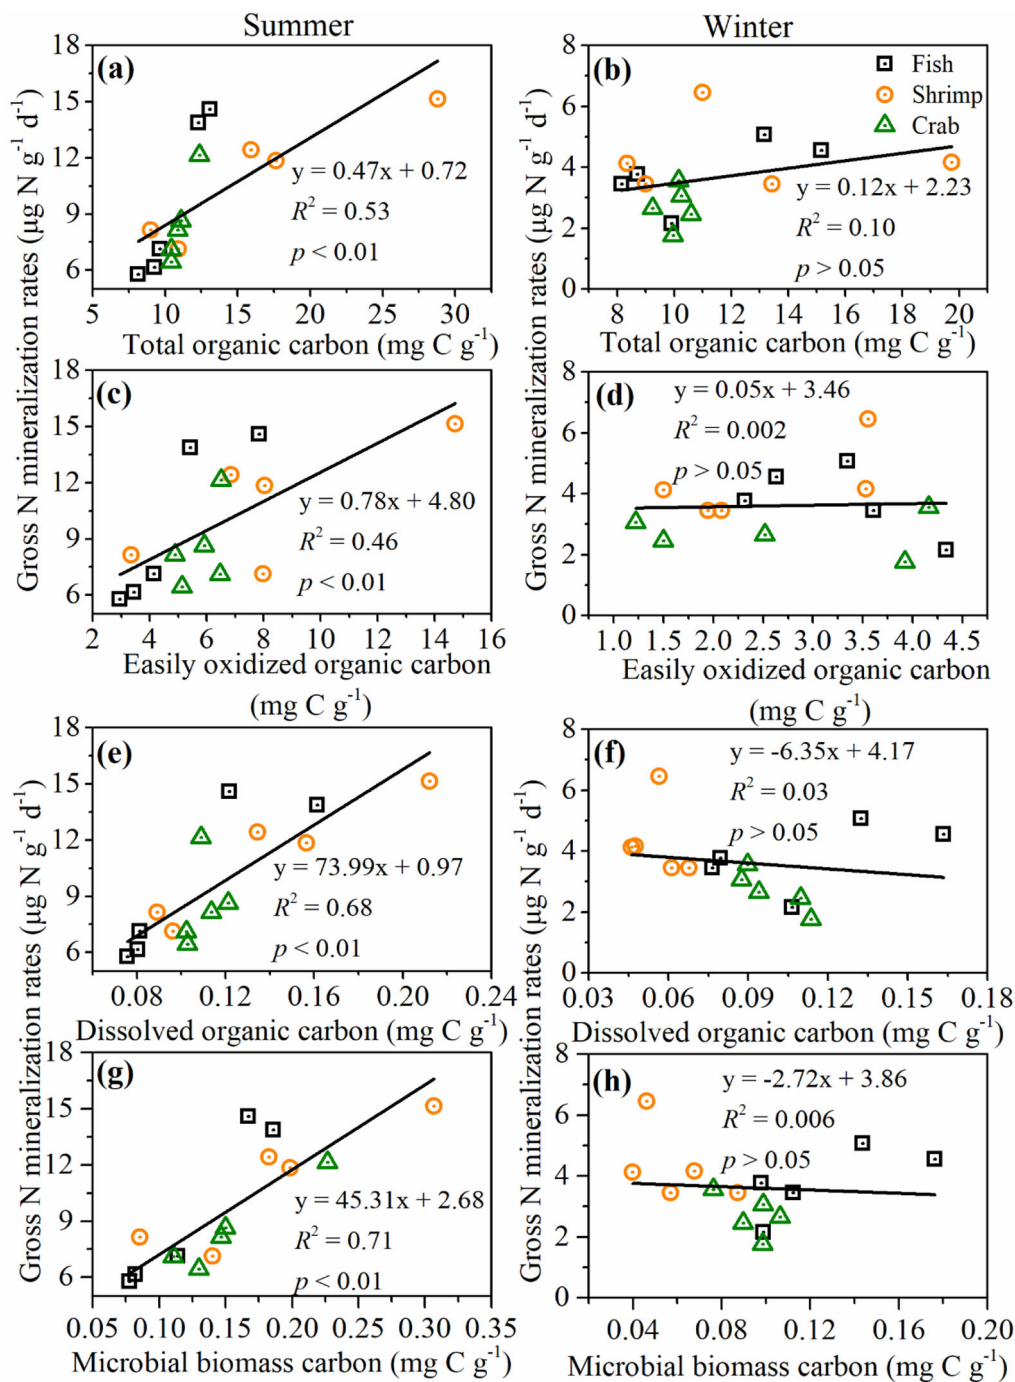 Summer
Winter
(a)
18
15
12
9
6
y = 0.47x + 0.72
R² = 0.53
p < 0.01
5 10 15 20 25 30
Total organic carbon (mg C g⁻¹)
(b)
Fish
Shrimp
Crab
8
6
4
2
0
y = 0.12x + 2.23
R² = 0.10
p > 0.05
8 10 12 14 16 18 20
Total organic carbon (mg C g⁻¹)
Gross N mineralization rates (µg N g⁻¹ d⁻¹)
Gross N mineralization rates (µg N g⁻¹ d⁻¹)
(c)
18
15
12
9
6
y = 0.78x + 4.80
R² = 0.46
p < 0.01
2 4 6 8 10 12 14 16
Easily oxidized organic carbon
(mg C g⁻¹)
(d)
8
6
4
2
0
y = 0.05x + 3.46
R² = 0.002
p > 0.05
1.0 1.5 2.0 2.5 3.0 3.5 4.0 4.5
Easily oxidized organic carbon
(mg C g⁻¹)
(e)
18
15
12
9
6
y = 73.99x + 0.97
R² = 0.68
p < 0.01
0.08 0.12 0.16 0.20 0.24
Dissolved organic carbon (mg C g⁻¹)
(f)
8
6
4
2
0
y = -6.35x + 4.17
R² = 0.03
p > 0.05
0.03 0.06 0.09 0.12 0.15 0.18
Dissolved organic carbon (mg C g⁻¹)
Gross N mineralization rates (µg N g⁻¹ d⁻¹)
Gross N mineralization rates (µg N g⁻¹ d⁻¹)
(g)
18
15
12
9
6
y = 45.31x + 2.68
R² = 0.71
p < 0.01
0.05 0.10 0.15 0.20 0.25 0.30 0.35
Microbial biomass carbon (mg C g⁻¹)
(h)
8
6
4
2
0
y = -2.72x + 3.86
R² = 0.006
p > 0.05
0.04 0.08 0.12 0.16 0.20
Microbial biomass carbon (mg C g⁻¹)